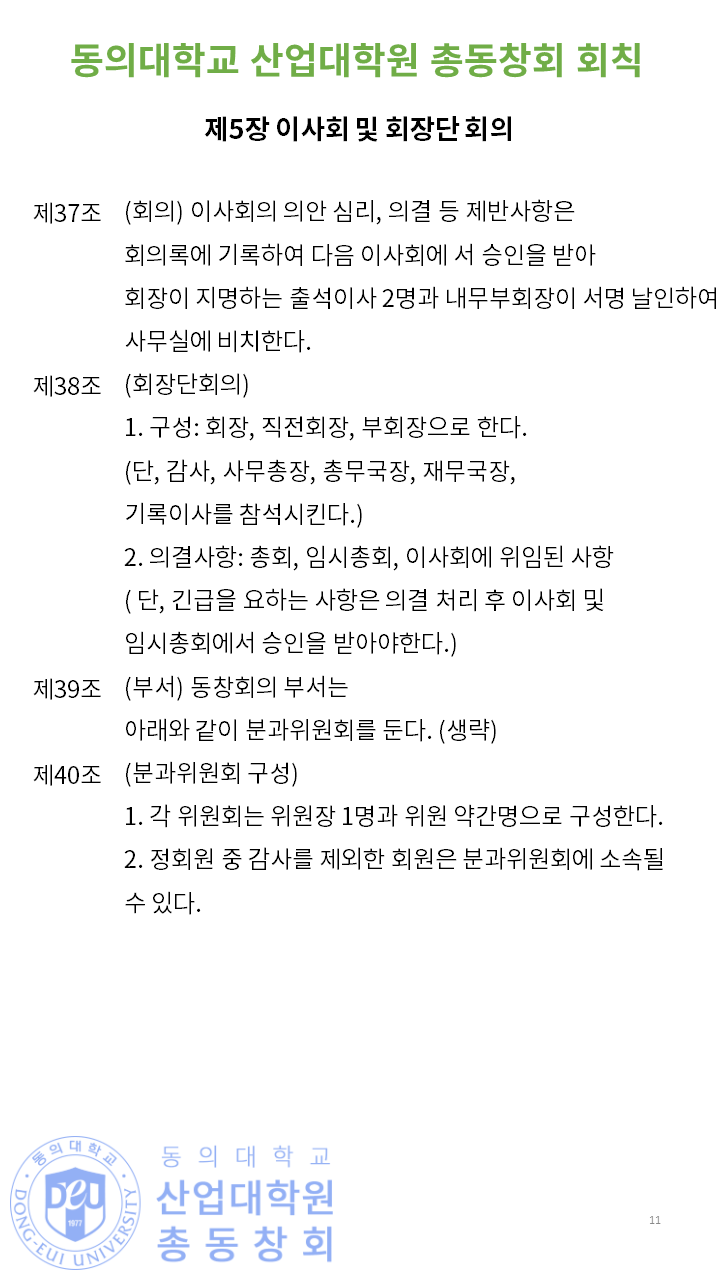 동의대학교 산업대학원 총동창회 회칙
제5장 이사회 및 회장단 회의
제37조 (회의) 이사회의 의안 심리, 의결 등 제반사항은
회의록에 기록하여 다음 이사회에 서 승인을 받아
회장이 지명하는 출석이사 2명과 내무부회장이 서명 날인하여
사무실에 비치한다.
제38조 (회장단회의)
1. 구성: 회장, 직전회장, 부회장으로 한다.
(단, 감사, 사무총장, 총무국장, 재무국장,
기록이사를 참석시킨다.)
2. 의결사항: 총회, 임시총회, 이사회에 위임된 사항
( 단, 긴급을 요하는 사항은 의결 처리 후 이사회 및
임시총회에서 승인을 받아야한다.)
제39조 (부서) 동창회의 부서는
아래와 같이 분과위원회를 둔다. (생략)
제40조 (분과위원회 구성)
1. 각 위원회는 위원장 1명과 위원 약간명으로 구성한다.
2. 정회원 중 감사를 제외한 회원은 분과위원회에 소속될
수 있다.
동의대학교
DEU
1977
DONG-EUI UNIVERSITY
동의대학교
산업대학원
총동창회
11